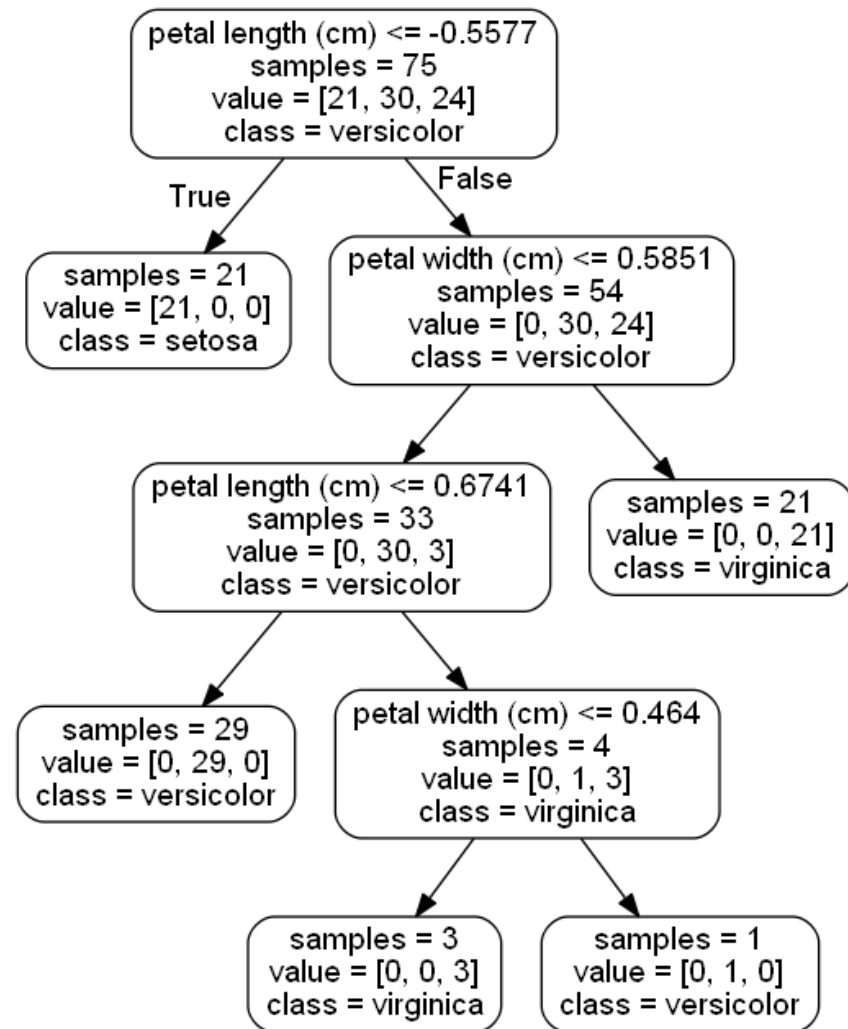 petal length (cm) <= -0.5577
samples = 75
value = [21, 30, 24]
class = versicolor
True
False
samples = 21
value = [21, 0, 0]
class = setosa
petal width (cm) <= 0.5851
samples = 54
value = [0, 30, 24]
class = versicolor
petal length (cm) <= 0.6741
samples = 33
value = [0, 30, 3]
class = versicolor
samples = 21
value = [0, 0, 21]
class = virginica
samples = 29
value = [0, 29, 0]
class = versicolor
petal width (cm) <= 0.464
samples = 4
value = [0, 1, 3]
class = virginica
samples = 3
value = [0, 0, 3]
class = virginica
samples = 1
value = [0, 1, 0]
class = versicolor